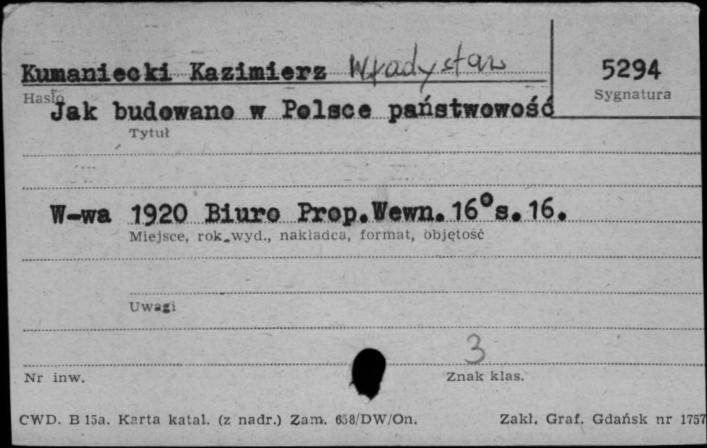 Kumaniecki Kazimierz Władysław
5294
Hasło
Sygnatura
Jak budowano w Polsce państwowość
Tytuł
W-wa 1920 Biuro Prop.Wewn. 16°s. 16.
Miejsce, rok wyd., nakładca, format, objętość
Uwagi
3
Nr inw.
Znak klas.
CWD. B 15a. Karta katal. (z nadr.) Zam. 658/DW/On.
Zakł. Graf. Gdańsk nr 1757